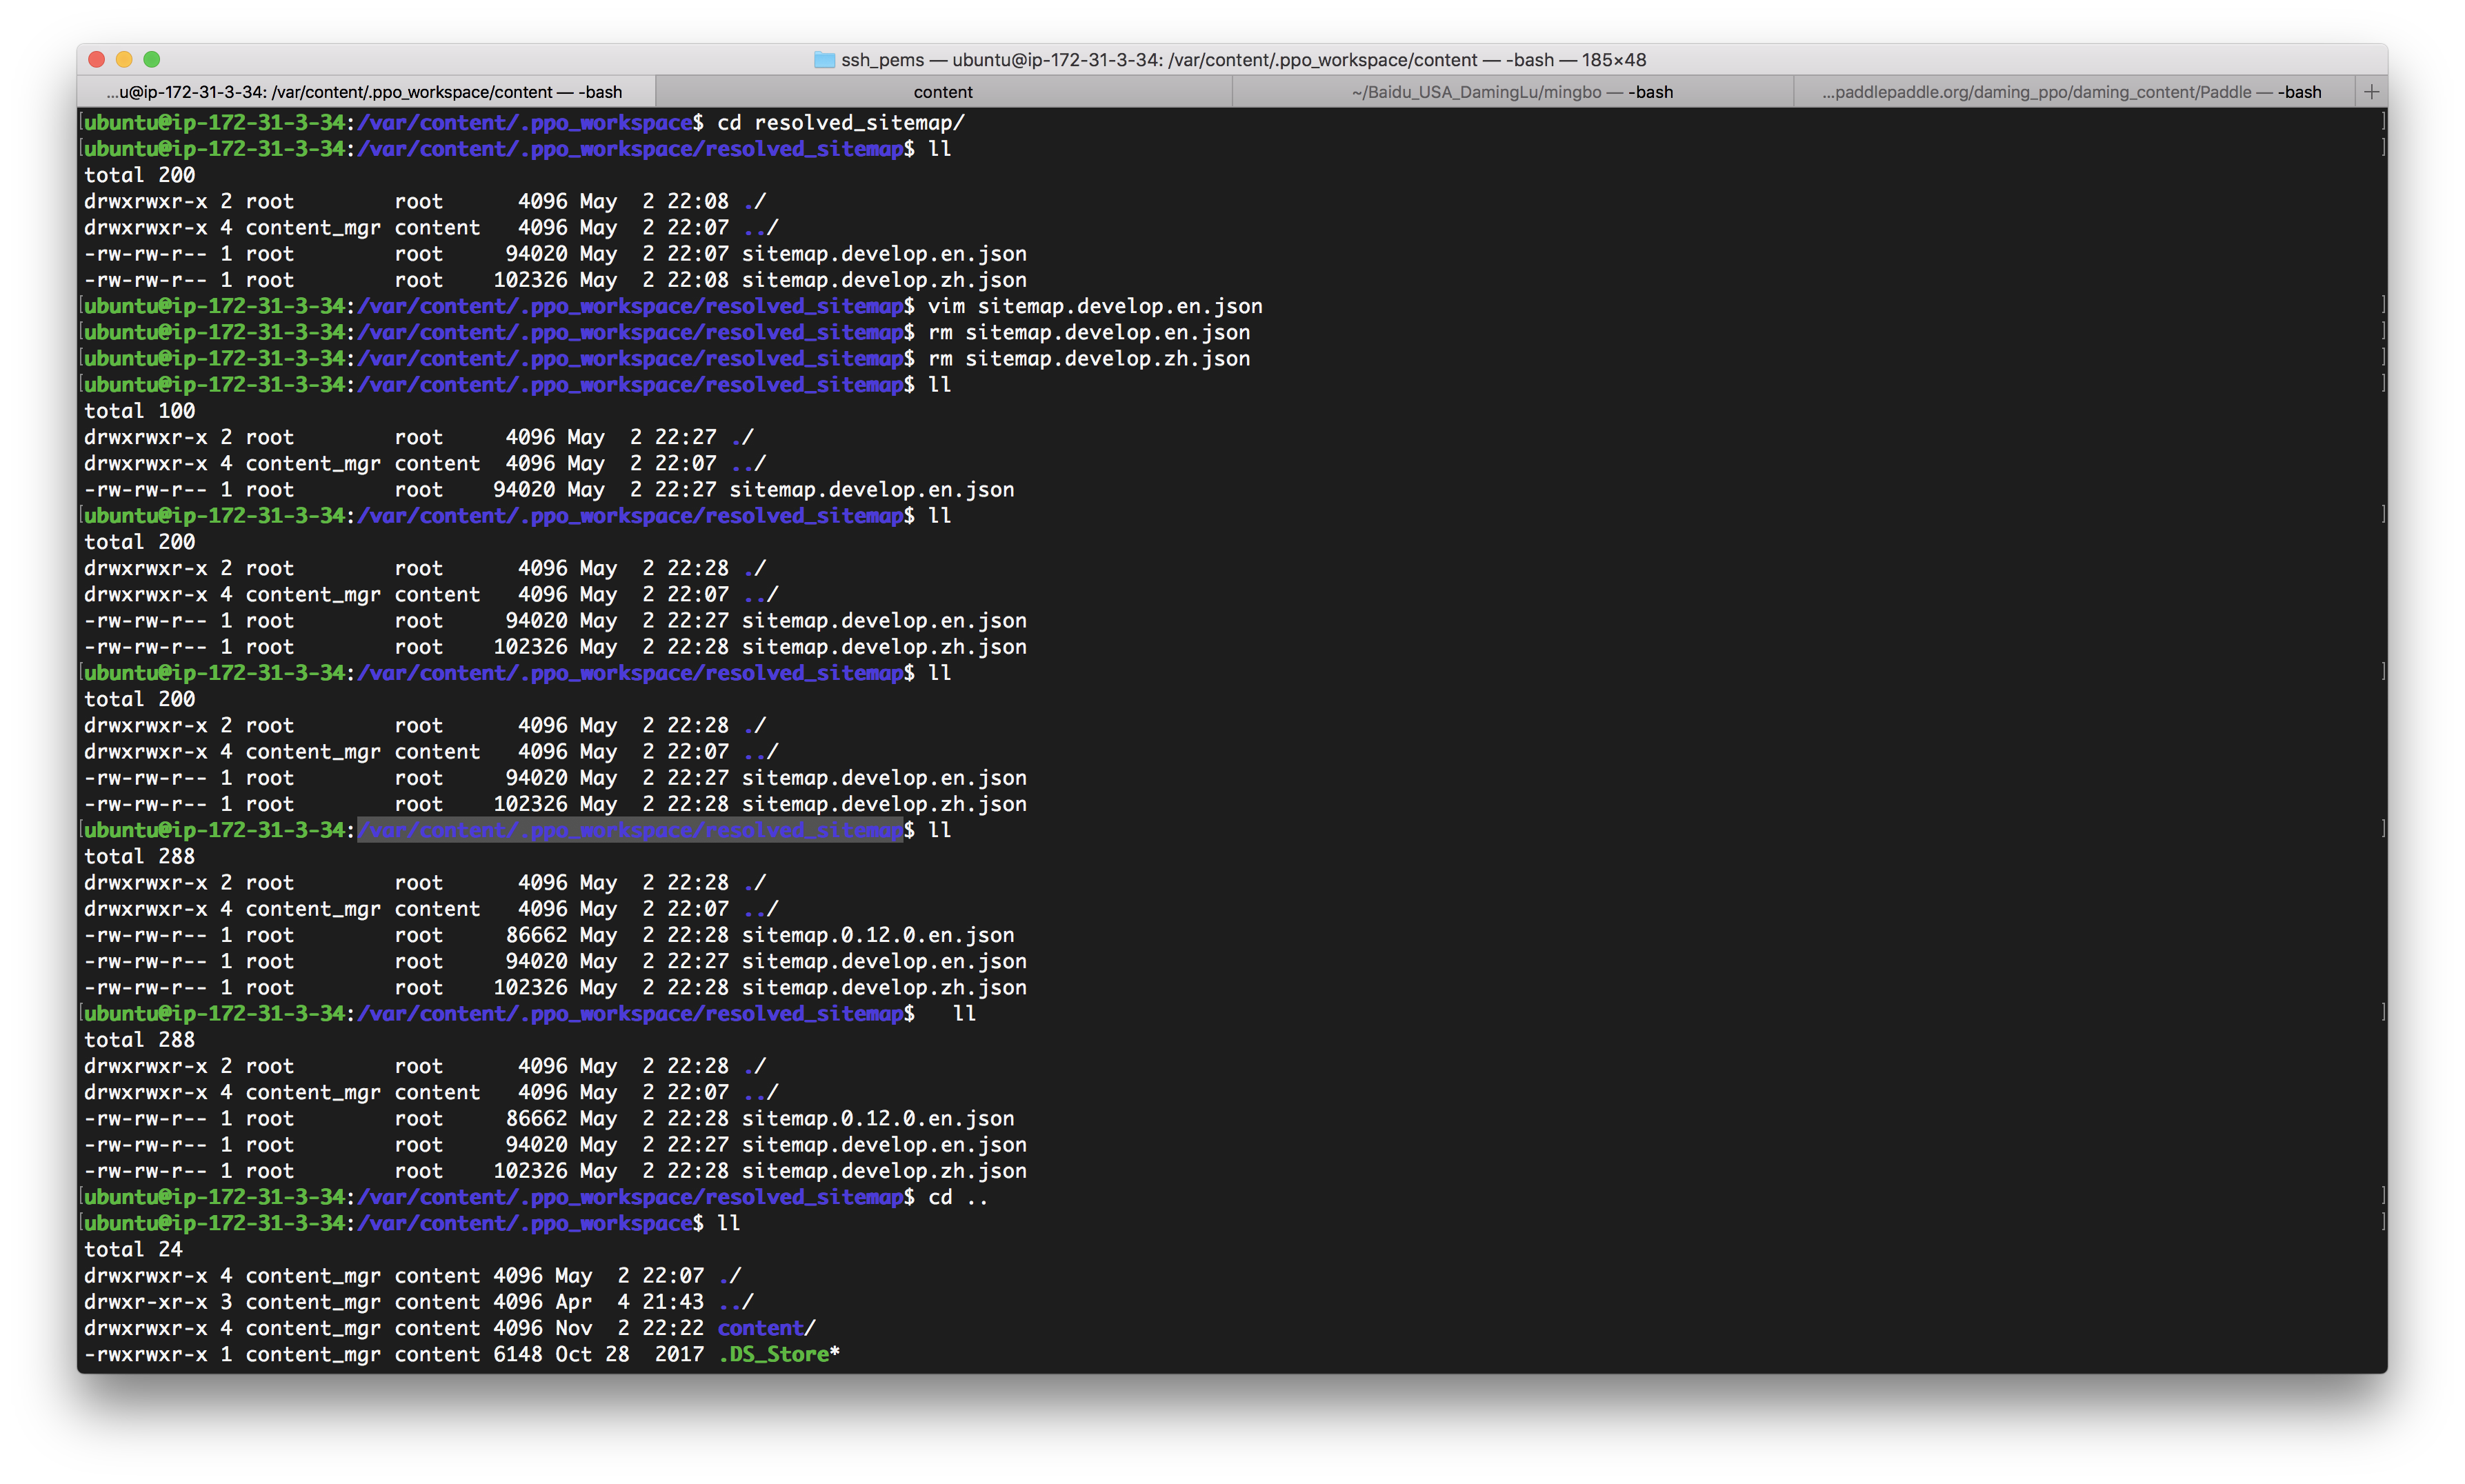 ssh_pems — ubuntu@ip-172-31-3-34: /var/content/.ppo_workspace/content — -bash — 185×48
...u@ip-172-31-3-34: /var/content/.ppo_workspace/content — -bash
content
~/Baidu_USA_DamingLu/mingbo — -bash
...paddlepaddle.org/daming_ppo/daming_content/Paddle — -bash
+
[ubuntu@ip-172-31-3-34:/var/content/.ppo_workspace$ cd resolved_sitemap/ ]
[ubuntu@ip-172-31-3-34:/var/content/.ppo_workspace/resolved_sitemap$ ll ]
total 200
drwxrwxr-x 2 root        root      4096 May  2 22:08 ./
drwxrwxr-x 4 content_mgr content   4096 May  2 22:07 ../
-rw-rw-r-- 1 root        root     94020 May  2 22:07 sitemap.develop.en.json
-rw-rw-r-- 1 root        root    102326 May  2 22:08 sitemap.develop.zh.json
[ubuntu@ip-172-31-3-34:/var/content/.ppo_workspace/resolved_sitemap$ vim sitemap.develop.en.json ]
[ubuntu@ip-172-31-3-34:/var/content/.ppo_workspace/resolved_sitemap$ rm sitemap.develop.en.json ]
[ubuntu@ip-172-31-3-34:/var/content/.ppo_workspace/resolved_sitemap$ rm sitemap.develop.zh.json ]
[ubuntu@ip-172-31-3-34:/var/content/.ppo_workspace/resolved_sitemap$ ll ]
total 100
drwxrwxr-x 2 root        root     4096 May  2 22:27 ./
drwxrwxr-x 4 content_mgr content  4096 May  2 22:07 ../
-rw-rw-r-- 1 root        root    94020 May  2 22:27 sitemap.develop.en.json
[ubuntu@ip-172-31-3-34:/var/content/.ppo_workspace/resolved_sitemap$ ll ]
total 200
drwxrwxr-x 2 root        root      4096 May  2 22:28 ./
drwxrwxr-x 4 content_mgr content   4096 May  2 22:07 ../
-rw-rw-r-- 1 root        root     94020 May  2 22:27 sitemap.develop.en.json
-rw-rw-r-- 1 root        root    102326 May  2 22:28 sitemap.develop.zh.json
[ubuntu@ip-172-31-3-34:/var/content/.ppo_workspace/resolved_sitemap$ ll ]
total 200
drwxrwxr-x 2 root        root      4096 May  2 22:28 ./
drwxrwxr-x 4 content_mgr content   4096 May  2 22:07 ../
-rw-rw-r-- 1 root        root     94020 May  2 22:27 sitemap.develop.en.json
-rw-rw-r-- 1 root        root    102326 May  2 22:28 sitemap.develop.zh.json
[ubuntu@ip-172-31-3-34:/var/content/.ppo_workspace/resolved_sitemap$ ll ]
total 288
drwxrwxr-x 2 root        root      4096 May  2 22:28 ./
drwxrwxr-x 4 content_mgr content   4096 May  2 22:07 ../
-rw-rw-r-- 1 root        root     86662 May  2 22:28 sitemap.0.12.0.en.json
-rw-rw-r-- 1 root        root     94020 May  2 22:27 sitemap.develop.en.json
-rw-rw-r-- 1 root        root    102326 May  2 22:28 sitemap.develop.zh.json
[ubuntu@ip-172-31-3-34:/var/content/.ppo_workspace/resolved_sitemap$   ll ]
total 288
drwxrwxr-x 2 root        root      4096 May  2 22:28 ./
drwxrwxr-x 4 content_mgr content   4096 May  2 22:07 ../
-rw-rw-r-- 1 root        root     86662 May  2 22:28 sitemap.0.12.0.en.json
-rw-rw-r-- 1 root        root     94020 May  2 22:27 sitemap.develop.en.json
-rw-rw-r-- 1 root        root    102326 May  2 22:28 sitemap.develop.zh.json
[ubuntu@ip-172-31-3-34:/var/content/.ppo_workspace/resolved_sitemap$ cd .. ]
[ubuntu@ip-172-31-3-34:/var/content/.ppo_workspace$ ll ]
total 24
drwxrwxr-x 4 content_mgr content 4096 May  2 22:07 ./
drwxr-xr-x 3 content_mgr content 4096 Apr  4 21:43 ../
drwxrwxr-x 4 content_mgr content 4096 Nov  2 22:22 content/
-rwxrwxr-x 1 content_mgr content 6148 Oct 28  2017 .DS_Store*